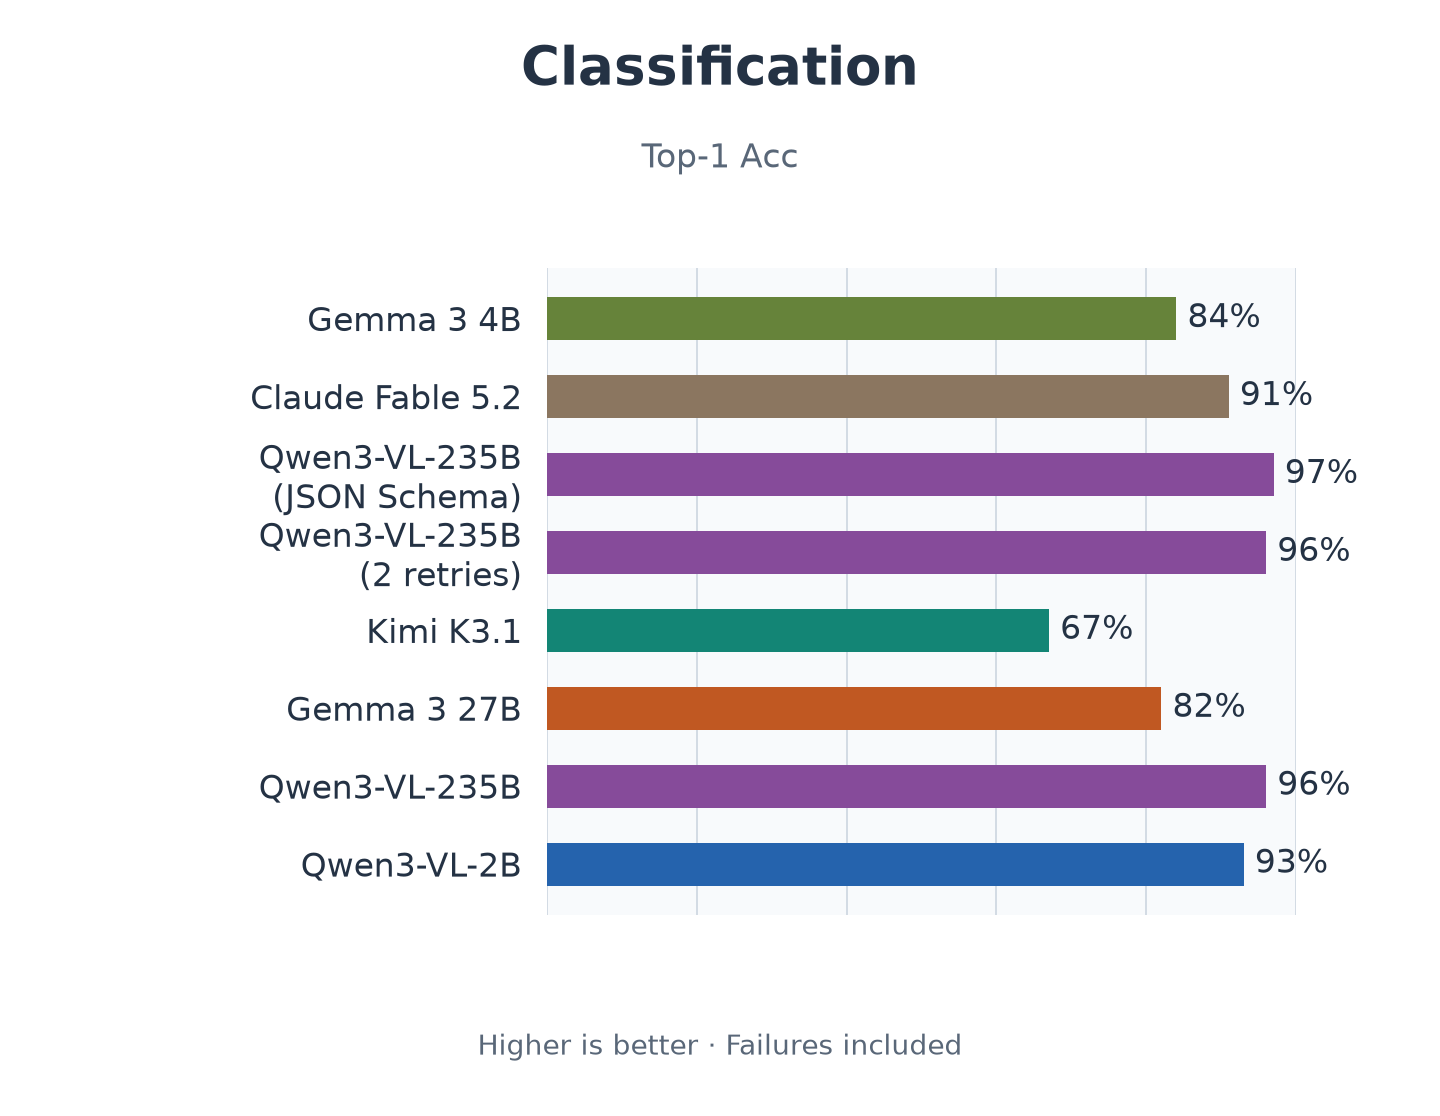 Classification
Top-1 Acc
Gemma 3 4B 84%
Claude Fable 5.2 91%
Qwen3-VL-235B
(JSON Schema) 97%
Qwen3-VL-235B
(2 retries) 96%
Kimi K3.1 67%
Gemma 3 27B 82%
Qwen3-VL-235B 96%
Qwen3-VL-2B 93%
Higher is better · Failures included